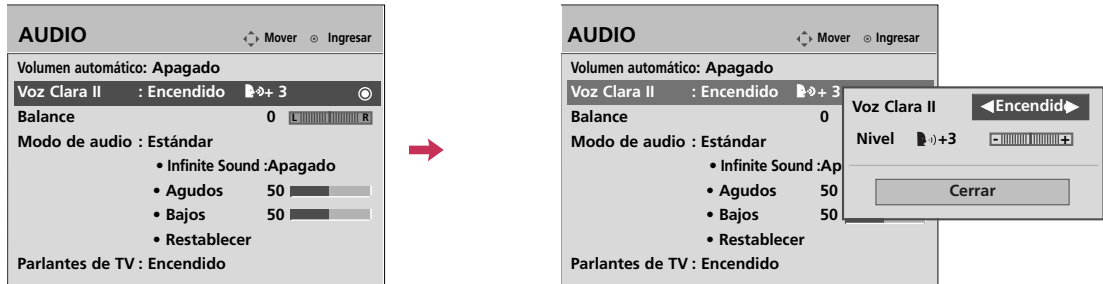 AUDIO Mover Ingresar
Volumen automático: Apagado
Voz Clara II : Encendido + 3
Balance 0 L R
Modo de audio : Estándar
• Infinite Sound :Apagado
• Agudos 50
• Bajos 50
• Restablecer
Parlantes de TV : Encendido
AUDIO Mover Ingresar
Volumen automático: Apagado
Voz Clara II : Encendido + 3
Balance 0
Modo de audio : Estándar
• Infinite Sound :Ap
• Agudos 50
• Bajos 50
• Restablecer
Parlantes de TV : Encendido
Voz Clara II ◀Encendid▶
Nivel +3 - +
Cerrar